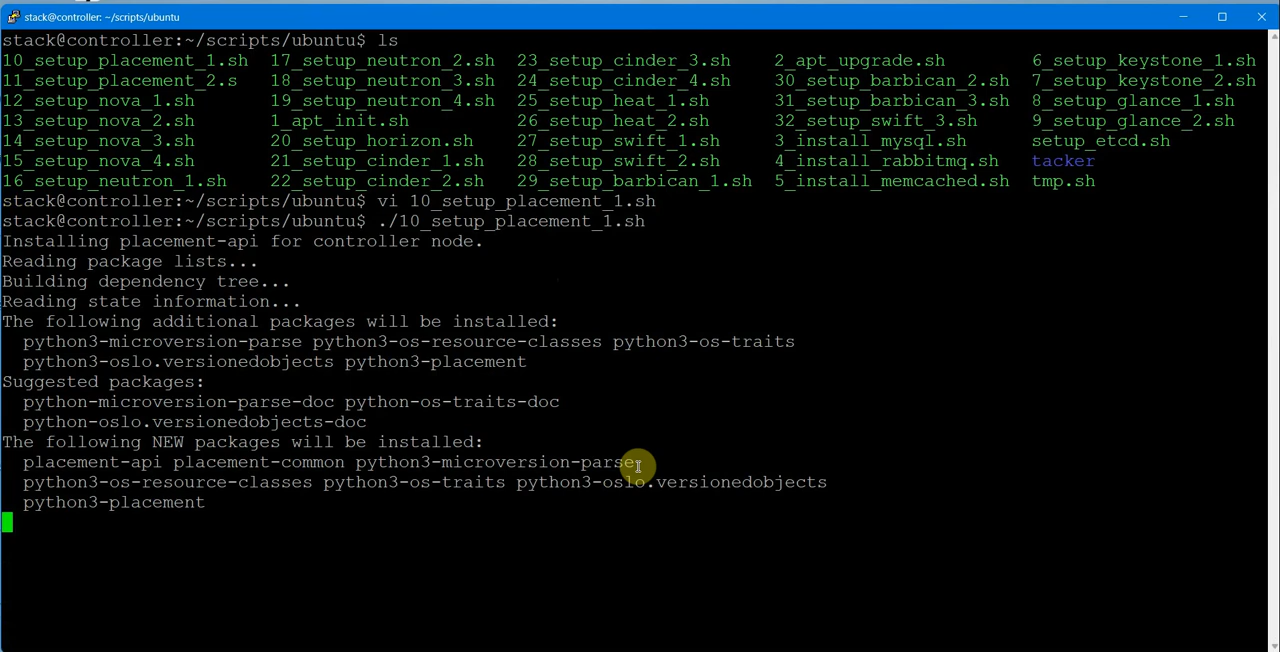 stack@controller: ~/scripts/ubuntu
stack@controller:~/scripts/ubuntu$ ls
10_setup_placement_1.sh 17_setup_neutron_2.sh 23_setup_cinder_3.sh 2_apt_upgrade.sh 6_setup_keystone_1.sh
11_setup_placement_2.s 18_setup_neutron_3.sh 24_setup_cinder_4.sh 30_setup_barbican_2.sh 7_setup_keystone_2.sh
12_setup_nova_1.sh 19_setup_neutron_4.sh 25_setup_heat_1.sh 31_setup_barbican_3.sh 8_setup_glance_1.sh
13_setup_nova_2.sh 1_apt_init.sh 26_setup_heat_2.sh 32_setup_swift_3.sh 9_setup_glance_2.sh
14_setup_nova_3.sh 20_setup_horizon.sh 27_setup_swift_1.sh 3_install_mysql.sh setup_etcd.sh
15_setup_nova_4.sh 21_setup_cinder_1.sh 28_setup_swift_2.sh 4_install_rabbitmq.sh tacker
16_setup_neutron_1.sh 22_setup_cinder_2.sh 29_setup_barbican_1.sh 5_install_memcached.sh tmp.sh
stack@controller:~/scripts/ubuntu$ vi 10_setup_placement_1.sh
stack@controller:~/scripts/ubuntu$ ./10_setup_placement_1.sh
Installing placement-api for controller node.
Reading package lists...
Building dependency tree...
Reading state information...
The following additional packages will be installed:
python3-microversion-parse python3-os-resource-classes python3-os-traits
python3-oslo.versionedobjects python3-placement
Suggested packages:
python-microversion-parse-doc python-os-traits-doc
python-oslo.versionedobjects-doc
The following NEW packages will be installed:
placement-api placement-common python3-microversion-parse
python3-os-resource-classes python3-os-traits python3-oslo.versionedobjects
python3-placement